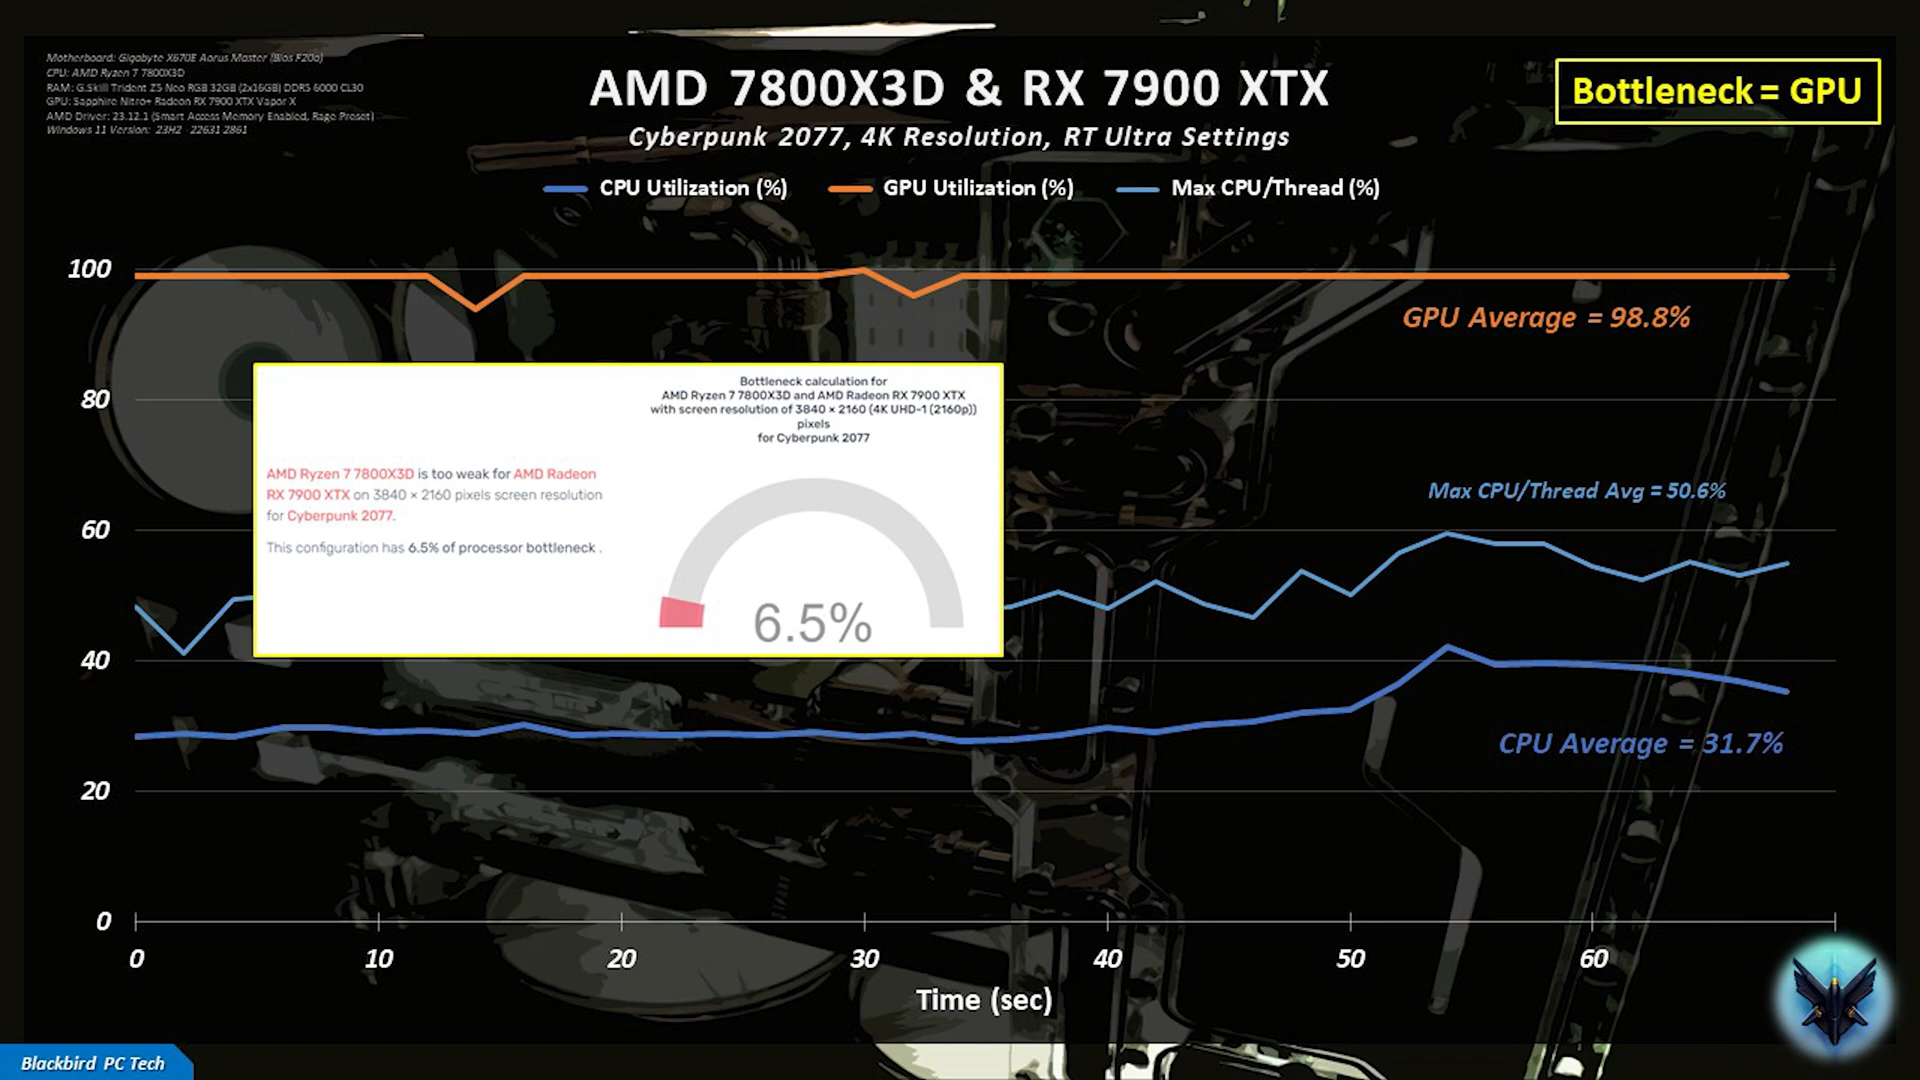 Motherboard: Gigabyte X670E Aorus Master (Bios F20a)
CPU: AMD Ryzen 7 7800X3D
RAM: G.Skill Trident Z5 Neo RGB 32GB (2x16GB) DDR5 6000 CL30
GPU: Sapphire Nitro+ Radeon RX 7900 XTX Vapor X
AMD Driver: 23.12.1 (Smart Access Memory Enabled, Rage Preset)
Windows 11 Version: 23H2 - 22631 2861
AMD 7800X3D & RX 7900 XTX
Cyberpunk 2077, 4K Resolution, RT Ultra Settings
Bottleneck = GPU
CPU Utilization (%) GPU Utilization (%) Max CPU/Thread (%)
100
80
60
40
20
0
GPU Average = 98.8%
Bottleneck calculation for
AMD Ryzen 7 7800X3D and AMD Radeon RX 7900 XTX
with screen resolution of 3840 × 2160 (4K UHD-1 (2160p))
pixels
for Cyberpunk 2077
AMD Ryzen 7 7800X3D is too weak for AMD Radeon
RX 7900 XTX on 3840 × 2160 pixels screen resolution
for Cyberpunk 2077.
This configuration has 6.5% of processor bottleneck .
6.5%
Max CPU/Thread Avg = 50.6%
CPU Average = 31.7%
0 10 20 30 40 50 60
Time (sec)
Blackbird PC Tech